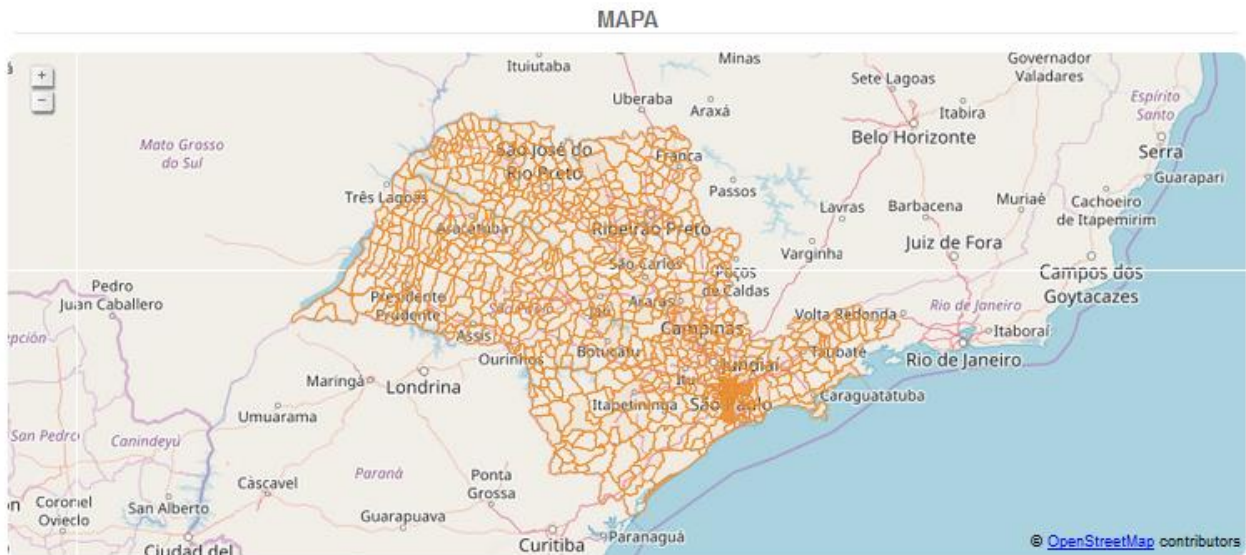 MAPA
+
−
Ituiutaba
Minas
Governador
Valadares
Sete Lagoas
Uberaba
Araxá
Itabira
Espírito
Santo
Belo Horizonte
Mato Grosso
do Sul
São José do
Rio Preto
Franca
Serra
Guarapari
Três Lagoas
Passos
Muriaé
Cachoeiro
de Itapemirim
Lavras
Barbacena
Araçatuba
Ribeirão Preto
Juiz de Fora
Varginha
São Carlos
Poços
de Caldas
Campos dos
Goytacazes
Pedro
Juan Caballero
Presidente
Prudente
São Paulo
Jaú
Araras
Rio de Janeiro
Volta Redonda
Campinas
Itaboraí
Assis
Ourinhos
Botucatu
Jundiaí
Taubaté
Rio de Janeiro
Maringá
Londrina
Itu
Itapetininga
São Paulo
Caraguatatuba
Umuarama
San Pedro
Canindeyú
Cascavel
Paraná
Ponta
Grossa
Coronel
Oviedo
San Alberto
Guarapuava
Ciudad del
Curitiba
Paranaguá
© OpenStreetMap contributors